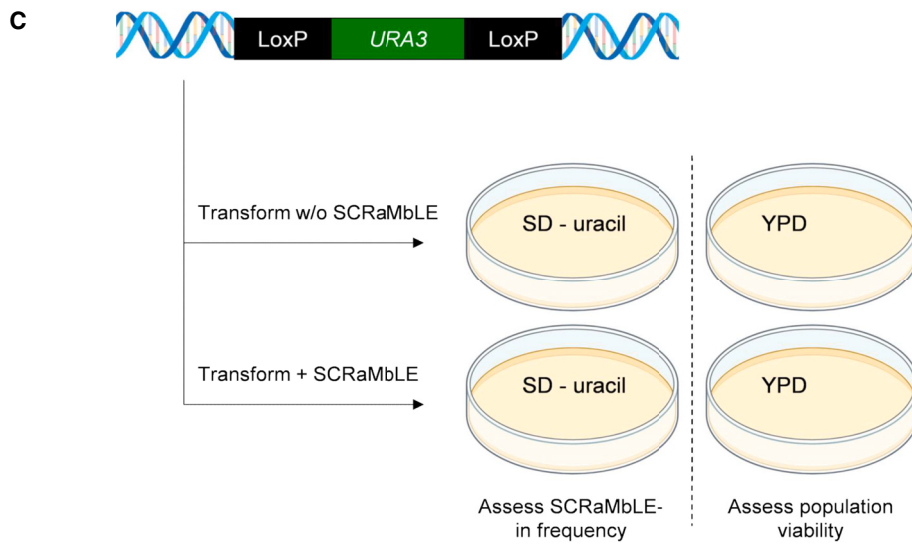 C
LoxP URA3 LoxP
Transform w/o SCRaMbLE
SD - uracil YPD
Transform + SCRaMbLE
SD - uracil YPD
Assess SCRaMbLE- Assess population
in frequency viability